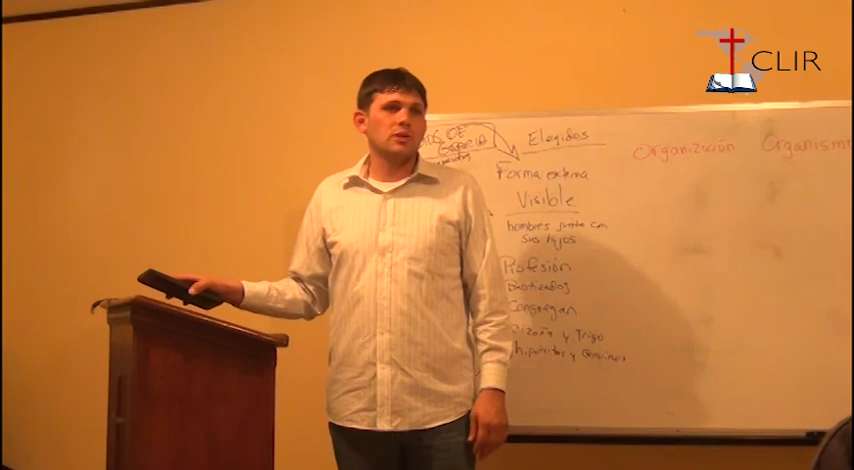 CLIR
DE
Elegidos
Organización
Organismo
Forma externa
Visible
hombres junto con
sus hijos
Profesión
Bautizados
Congregan
Cizaña y Trigo
hipócritas y Genuinos